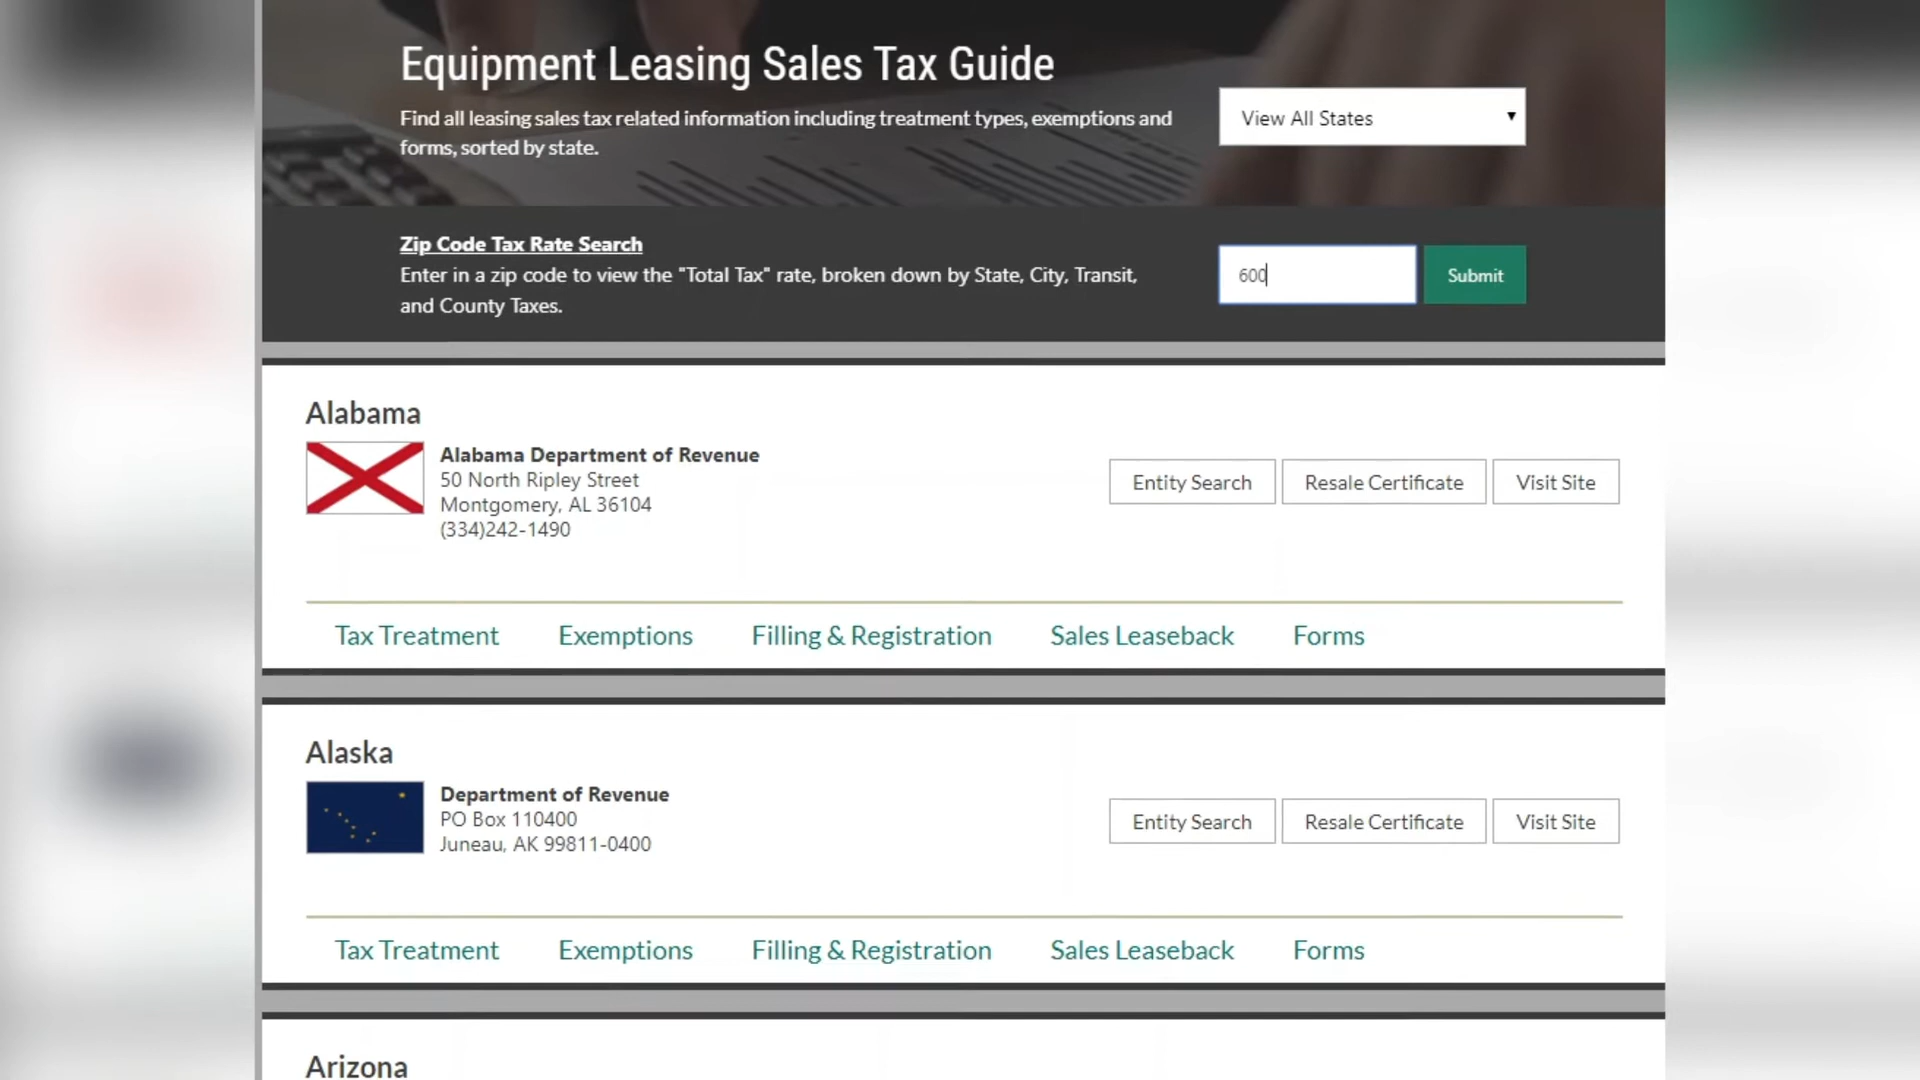 Equipment Leasing Sales Tax Guide
Find all leasing sales tax related information including treatment types, exemptions and
forms, sorted by state.
View All States
Zip Code Tax Rate Search
Enter in a zip code to view the "Total Tax" rate, broken down by State, City, Transit,
and County Taxes.
600
Submit
Alabama
Alabama Department of Revenue
50 North Ripley Street
Montgomery, AL 36104
(334)242-1490
Entity Search
Resale Certificate
Visit Site
Tax Treatment
Exemptions
Filling & Registration
Sales Leaseback
Forms
Alaska
Department of Revenue
PO Box 110400
Juneau, AK 99811-0400
Entity Search
Resale Certificate
Visit Site
Tax Treatment
Exemptions
Filling & Registration
Sales Leaseback
Forms
Arizona